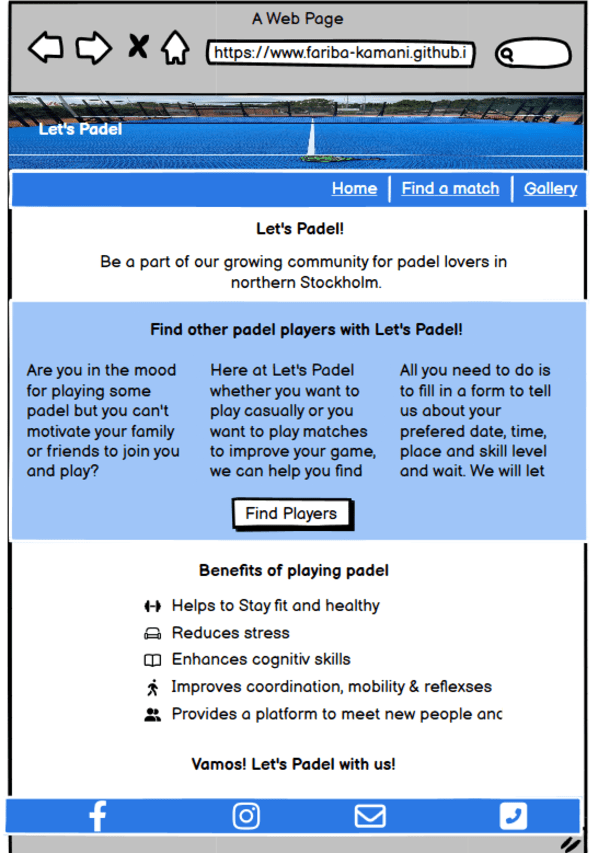 A Web Page
https://www.fariba-kamani.github.i
Let's Padel
Home | Find a match | Gallery
Let's Padel!
Be a part of our growing community for padel lovers in
northern Stockholm.
Find other padel players with Let's Padel!
Are you in the mood
for playing some
padel but you can't
motivate your family
or friends to join you
and play?
Here at Let's Padel
whether you want to
play casually or you
want to play matches
to improve your game,
we can help you find
All you need to do is
to fill in a form to tell
us about your
prefered date, time,
place and skill level
and wait. We will let
Find Players
Benefits of playing padel
Helps to Stay fit and healthy
Reduces stress
Enhances cognitiv skills
Improves coordination, mobility & reflexses
Provides a platform to meet new people and
Vamos! Let's Padel with us!